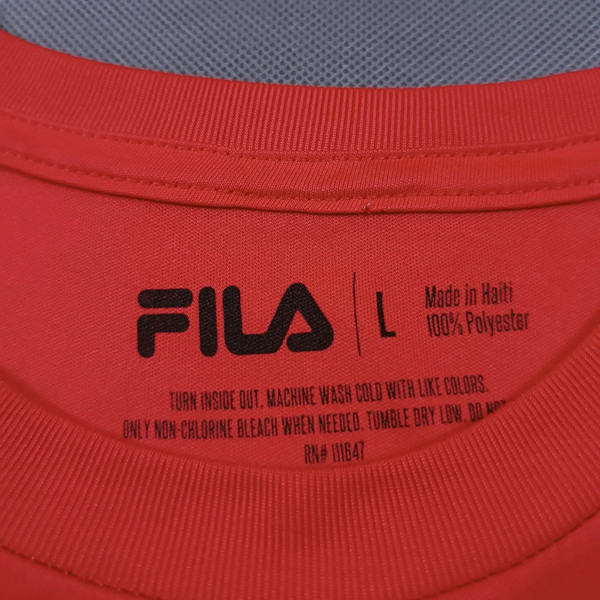 FILA L Made in Haiti
100% Polyester
TURN INSIDE OUT. MACHINE WASH COLD WITH LIKE COLORS.
ONLY NON-CHLORINE BLEACH WHEN NEEDED. TUMBLE DRY LOW. DO
RN# 111647